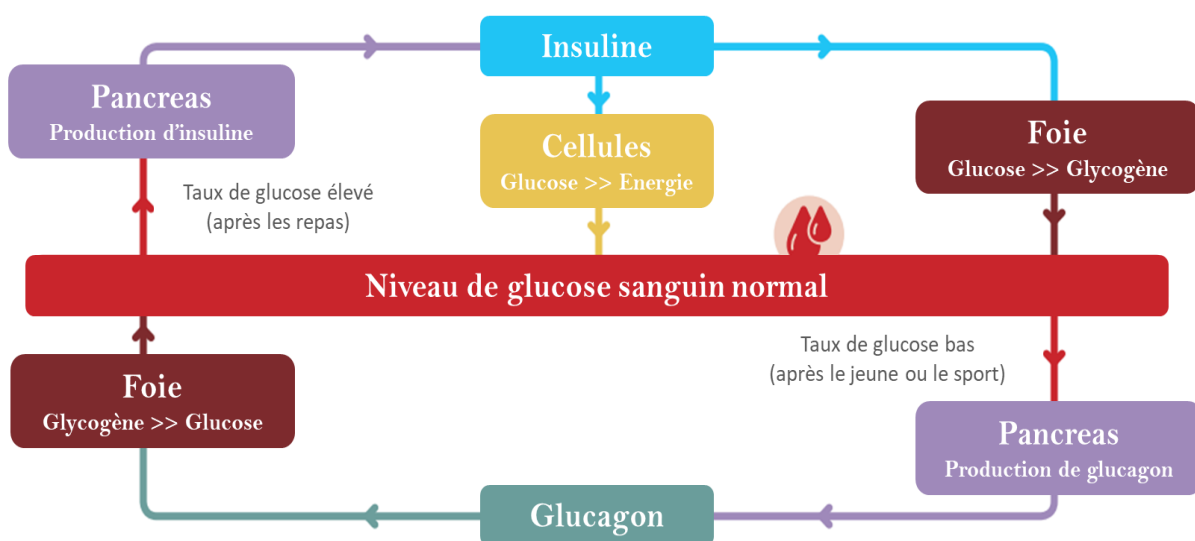 Insuline
Pancreas
Production d'insuline
Cellules
Glucose >> Energie
Foie
Glucose >> Glycogène
Taux de glucose élevé
(après les repas)
Niveau de glucose sanguin normal
Taux de glucose bas
(après le jeune ou le sport)
Foie
Glycogène >> Glucose
Pancreas
Production de glucagon
Glucagon